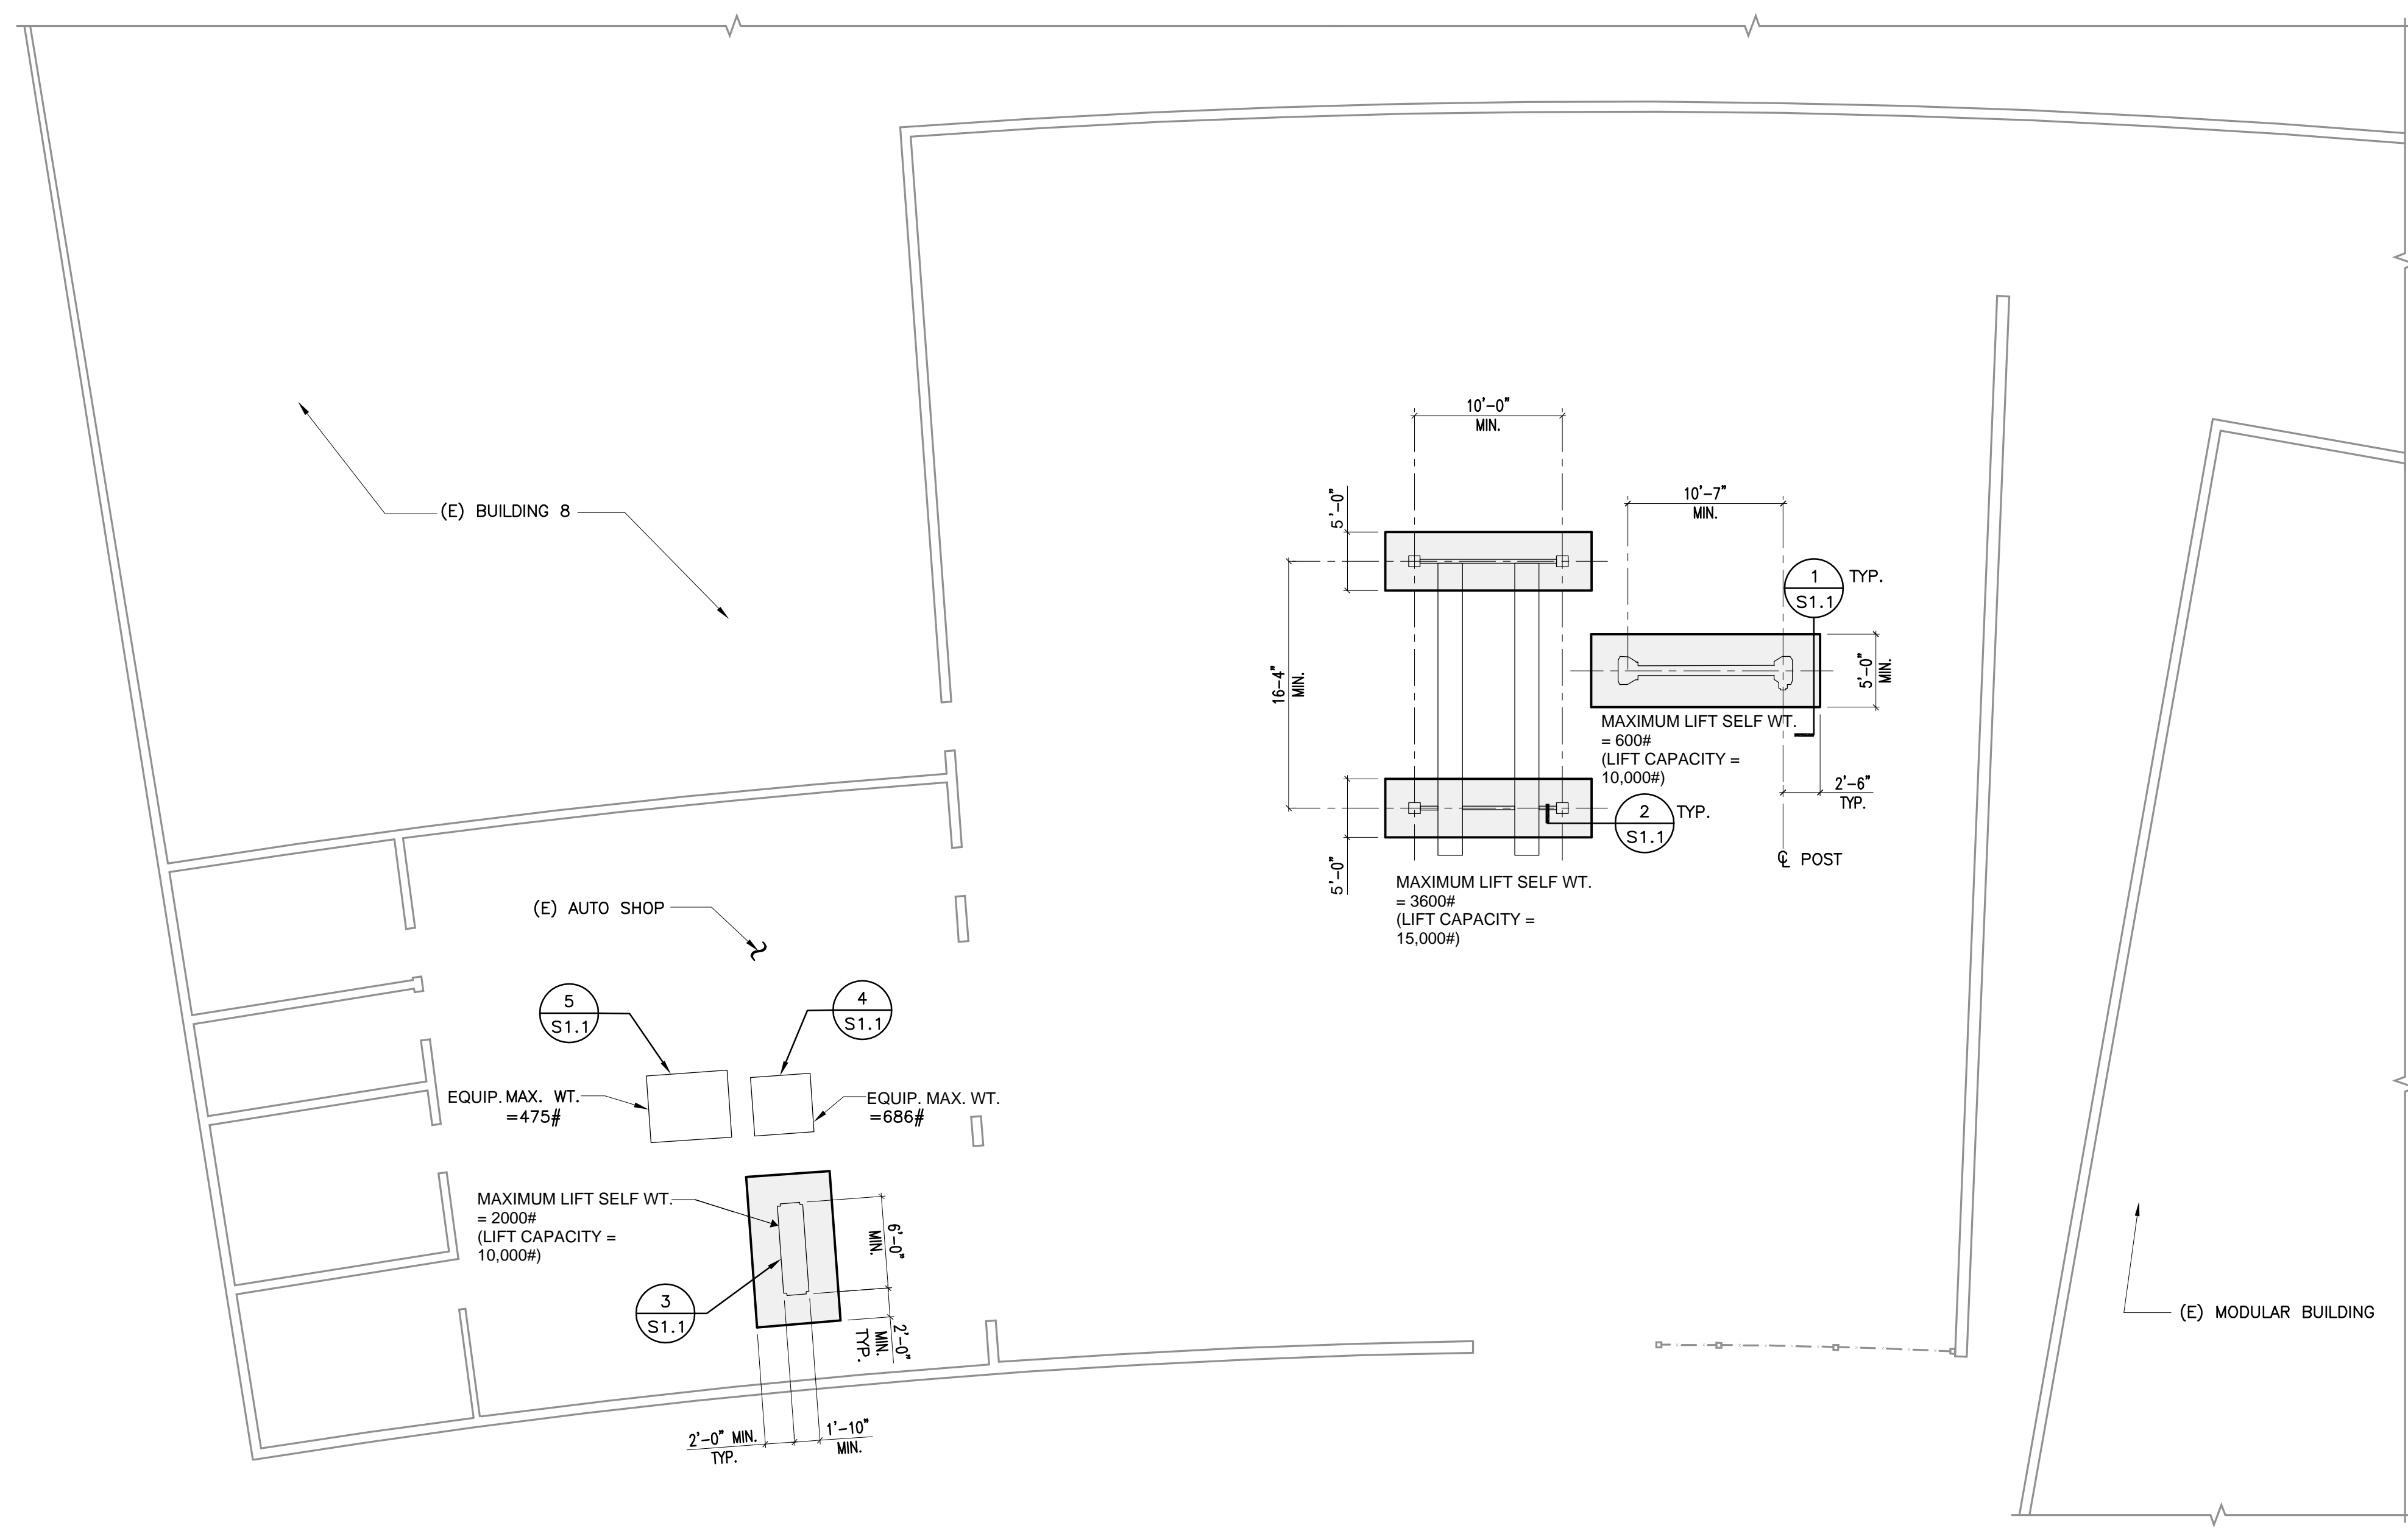 10'-0"
MIN.
5'-0"
10'-7"
MIN.
(E) BUILDING 8
1
S1.1
TYP.
16-4"
MIN.
5'-0"
MIN.
MAXIMUM LIFT SELF WT.
= 600#
(LIFT CAPACITY =
10,000#)
2'-6"
TYP.
2
S1.1
TYP.
5'-0"
℄ POST
MAXIMUM LIFT SELF WT.
= 3600#
(LIFT CAPACITY =
15,000#)
(E) AUTO SHOP
5
S1.1
4
S1.1
EQUIP. MAX. WT.
=475#
EQUIP. MAX. WT.
=686#
MAXIMUM LIFT SELF WT.
= 2000#
(LIFT CAPACITY =
10,000#)
6'-0"
MIN.
3
S1.1
2'-0"
MIN.
TYP.
(E) MODULAR BUILDING
2'-0" MIN.
TYP.
1'-10"
MIN.